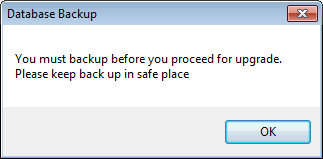 Database Backup
You must backup before you proceed for upgrade.
Please keep back up in safe place
OK